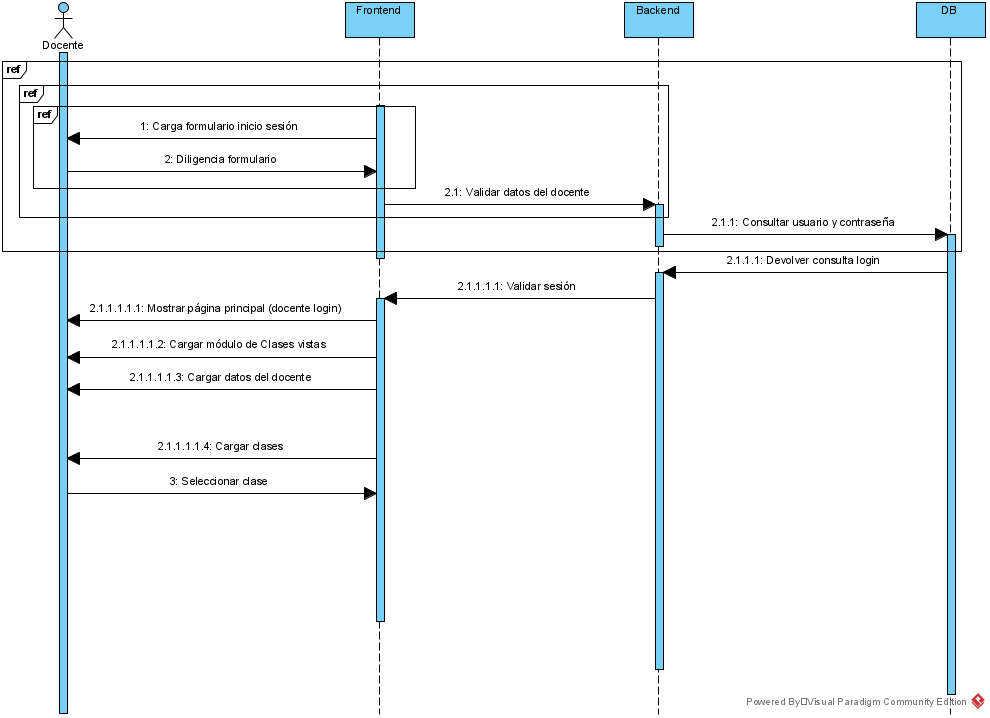 Docente
Frontend
Backend
DB
ref
ref
ref
1: Carga formulario inicio sesión
2: Diligencia formulario
2.1: Validar datos del docente
2.1.1: Consultar usuario y contraseña
2.1.1.1: Devolver consulta login
2.1.1.1.1: Validar sesión
2.1.1.1.1.1: Mostrar página principal (docente login)
2.1.1.1.1.2: Cargar módulo de Clases vistas
2.1.1.1.1.3: Cargar datos del docente
2.1.1.1.1.4: Cargar clases
3: Seleccionar clase
Powered By Visual Paradigm Community Edition